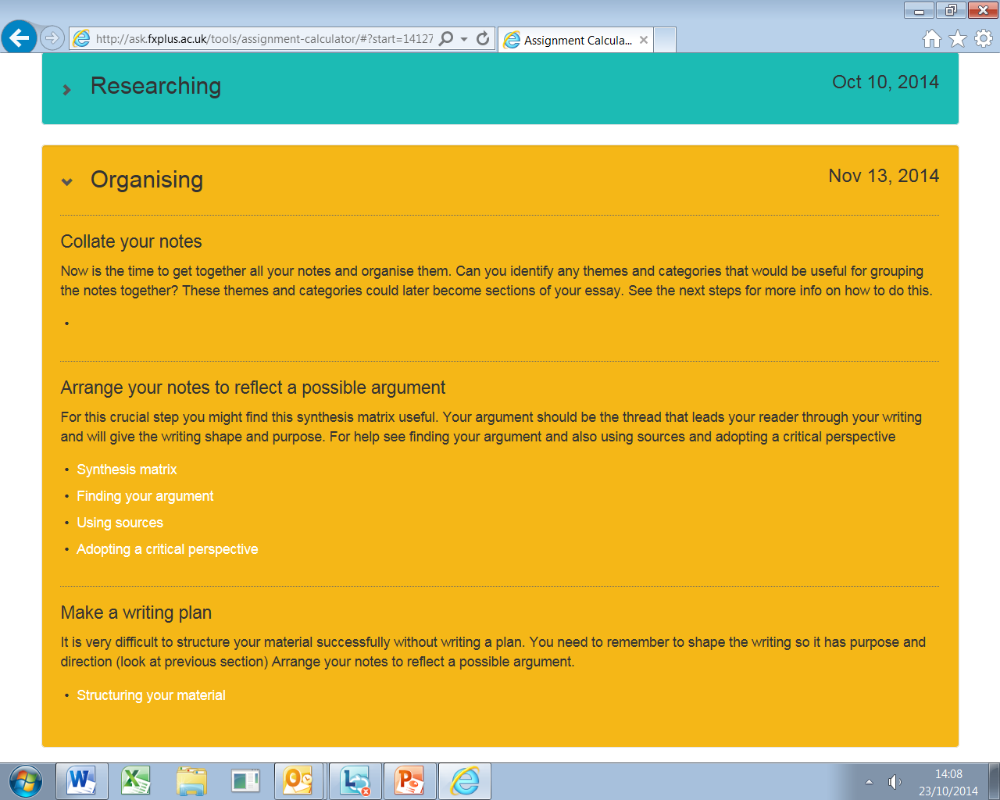 http://ask.fxplus.ac.uk/tools/assignment-calculator/#?start=14127
Assignment Calcula...
Researching
Oct 10, 2014
Organising
Nov 13, 2014
Collate your notes
Now is the time to get together all your notes and organise them. Can you identify any themes and categories that would be useful for grouping
the notes together? These themes and categories could later become sections of your essay. See the next steps for more info on how to do this.
•
Arrange your notes to reflect a possible argument
For this crucial step you might find this synthesis matrix useful. Your argument should be the thread that leads your reader through your writing
and will give the writing shape and purpose. For help see finding your argument and also using sources and adopting a critical perspective
• Synthesis matrix
• Finding your argument
• Using sources
• Adopting a critical perspective
Make a writing plan
It is very difficult to structure your material successfully without writing a plan. You need to remember to shape the writing so it has purpose and
direction (look at previous section) Arrange your notes to reflect a possible argument.
• Structuring your material
14:08
23/10/2014